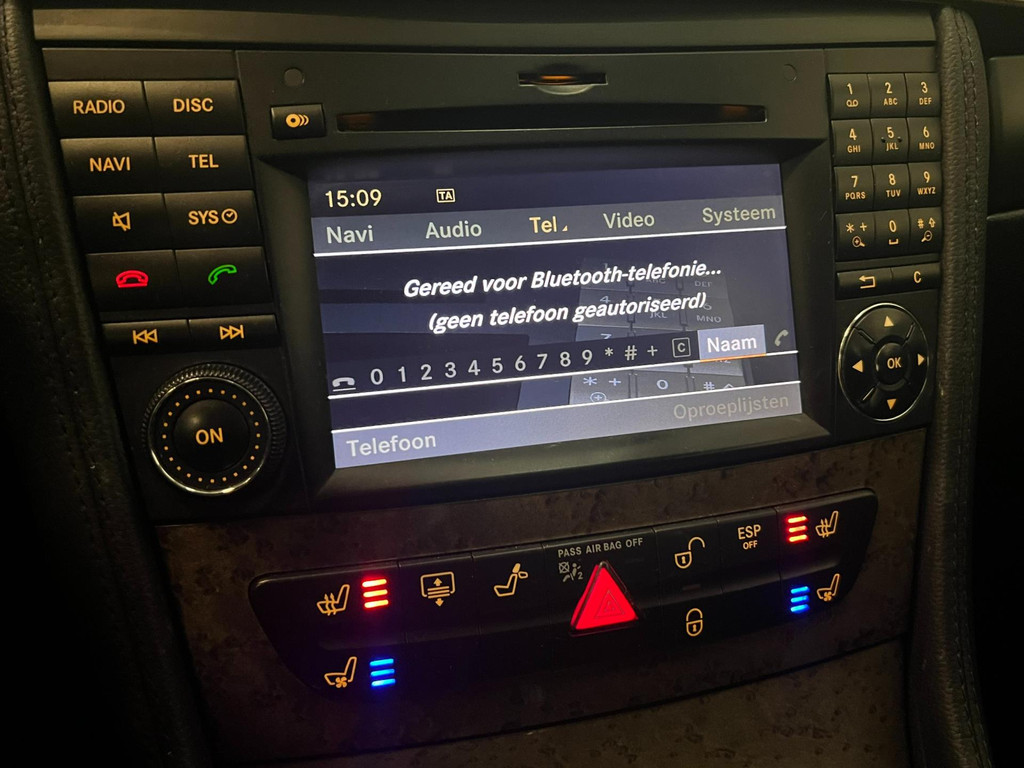 RADIO DISC
NAVI TEL
SYS
ON
15:09 TA
Navi Audio Tel Video Systeem
Gereed voor Bluetooth-telefonie...
(geen telefoon geautoriseerd)
0 1 2 3 4 5 6 7 8 9 * # + C Naam
Telefoon Oproeplijsten
1 2 3
ABC DEF
4 5 6
GHI JKL MNO
7 8 9
PQRS TUV WXYZ
* + 0 #
C
OK
PASS AIR BAG OFF
2
ESP
OFF